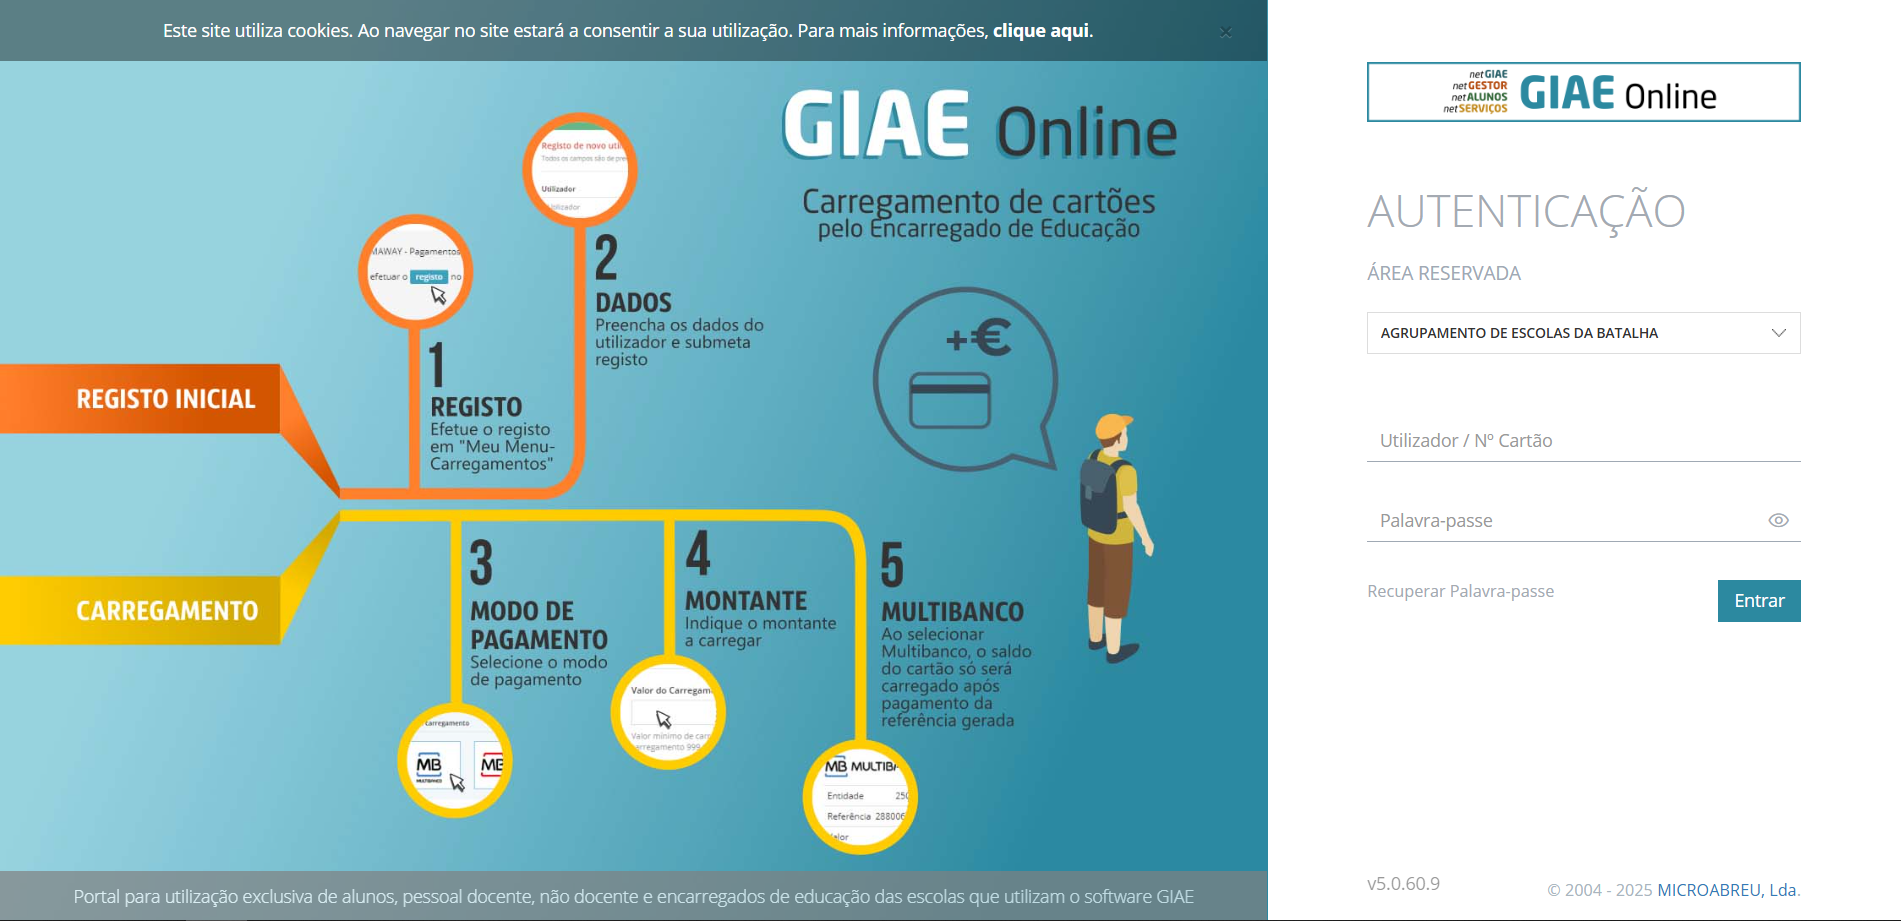 Este site utiliza cookies. Ao navegar no site estará a consentir a sua utilização. Para mais informações, clique aqui.
×
GIAE Online
Carregamento de cartões
pelo Encarregado de Educação
Registo de novo
Todos os campos são de
Utilizador
Utilizador
MAWAY - Pagamentos
efetuar o registo no
2
DADOS
Preencha os dados do
utilizador e submeta
registo
1
REGISTO
Efetue o registo
em "Meu Menu-
Carregamentos"
REGISTO INICIAL
+€
CARREGAMENTO
3
MODO DE
PAGAMENTO
Selecione o modo
de pagamento
carregamento
MB
MULTIBANCO
MB
4
MONTANTE
Indique o montante
a carregar
Valor do Carregam
Valor mínimo de carr
arregamento 999
5
MULTIBANCO
Ao selecionar
Multibanco, o saldo
do cartão só será
carregado após
pagamento da
referência gerada
MB MULTIB
Entidade 250
Referência 288006
Valor
Portal para utilização exclusiva de alunos, pessoal docente, não docente e encarregados de educação das escolas que utilizam o software GIAE
netGIAE
netGESTOR
netALUNOS
netSERVIÇOS
GIAE Online
AUTENTICAÇÃO
ÁREA RESERVADA
AGRUPAMENTO DE ESCOLAS DA BATALHA
Utilizador / Nº Cartão
Palavra-passe
Recuperar Palavra-passe
Entrar
v5.0.60.9
© 2004 - 2025 MICROABREU, Lda.